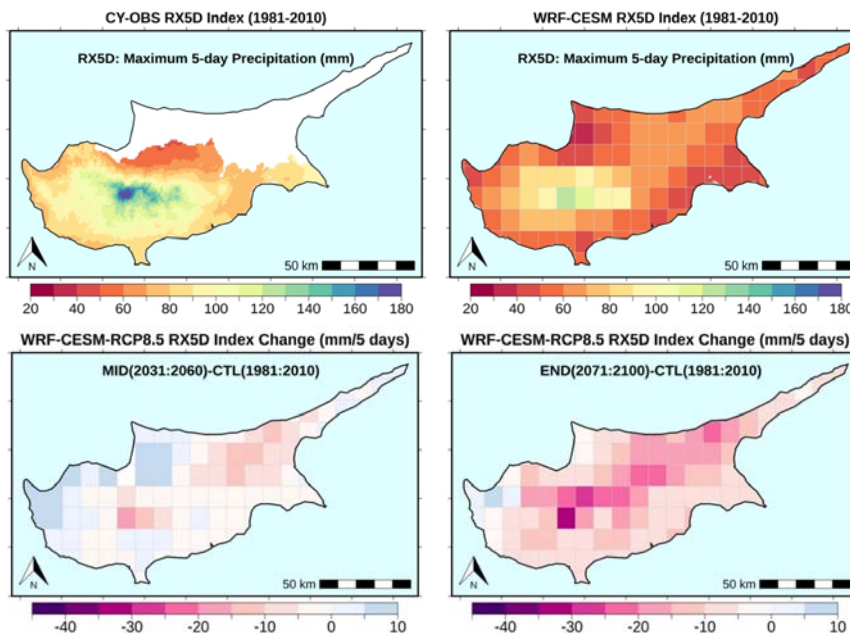 CY-OBS RX5D Index (1981-2010)
RX5D: Maximum 5-day Precipitation (mm)
N
50 km
20 40 60 80 100 120 140 160 180
WRF-CESM RX5D Index (1981-2010)
RX5D: Maximum 5-day Precipitation (mm)
N
50 km
20 40 60 80 100 120 140 160 180
WRF-CESM-RCP8.5 RX5D Index Change (mm/5 days)
MID(2031:2060)-CTL(1981:2010)
N
50 km
-40 -30 -20 -10 0 10
WRF-CESM-RCP8.5 RX5D Index Change (mm/5 days)
END(2071:2100)-CTL(1981:2010)
N
50 km
-40 -30 -20 -10 0 10